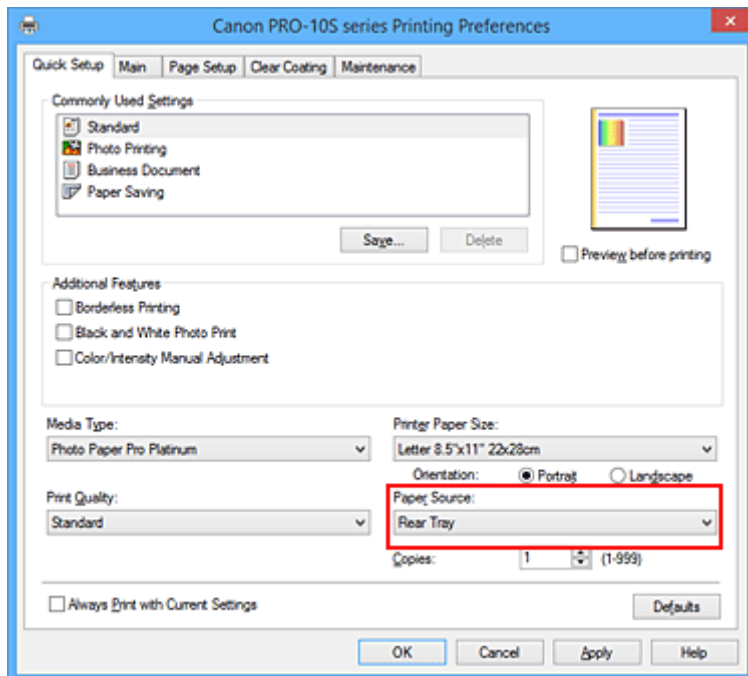 Canon PRO-10S series Printing Preferences
Quick Setup Main Page Setup Clear Coating Maintenance
Commonly Used Settings
Standard
Photo Printing
Business Document
Paper Saving
Save... Delete
Preview before printing
Additional Features
Borderless Printing
Black and White Photo Print
Color/Intensity Manual Adjustment
Media Type: Printer Paper Size:
Photo Paper Pro Platinum Letter 8.5"x11" 22x28cm
Orientation: Portrait Landscape
Print Quality: Paper Source:
Standard Rear Tray
Copies: 1 (1-999)
Always Print with Current Settings Defaults
OK Cancel Apply Help